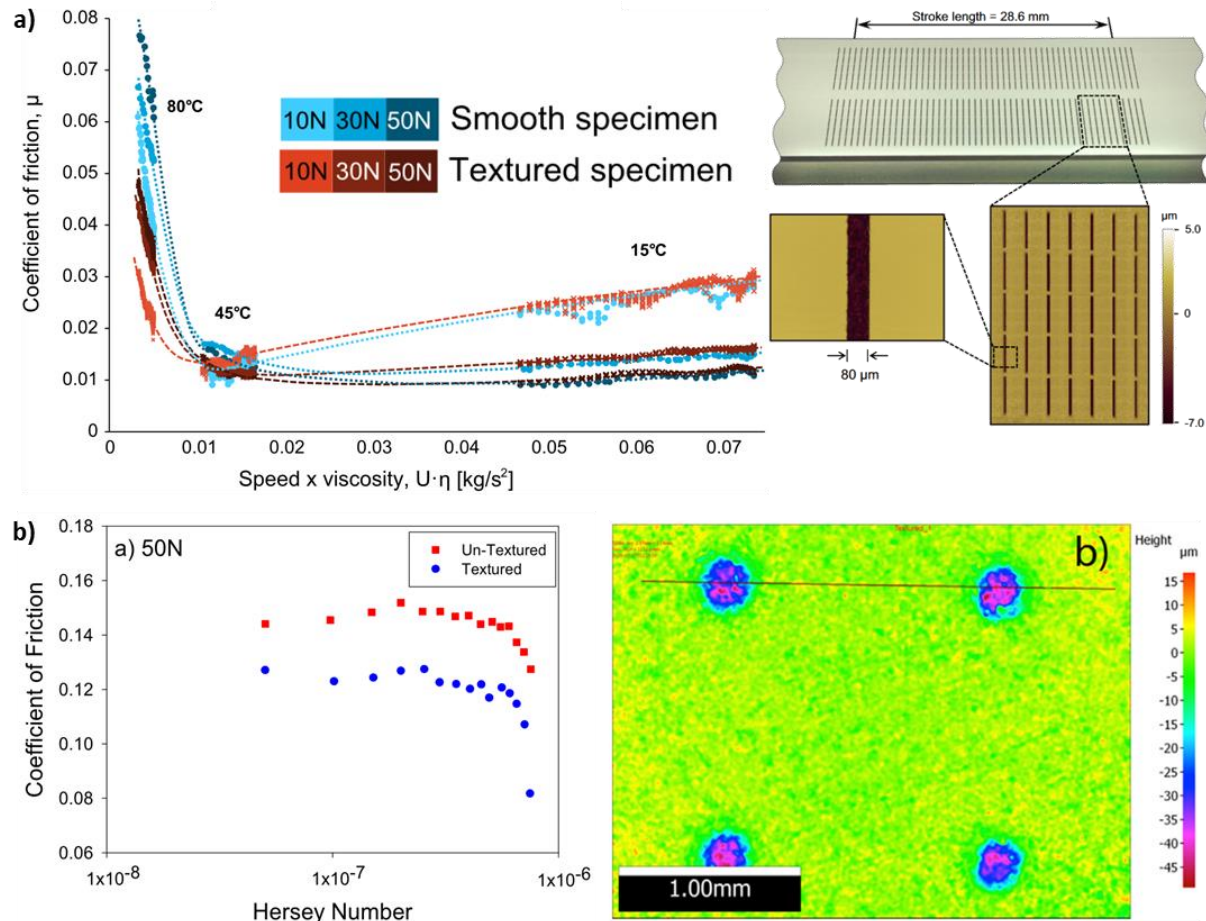 a)
0.08
0.07
0.06
0.05
0.04
0.03
0.02
0.01
0
Coefficient of friction, µ
80°C
45°C
15°C
10N 30N 50N Smooth specimen
10N 30N 50N Textured specimen
0 0.01 0.02 0.03 0.04 0.05 0.06 0.07
Speed x viscosity, U·η [kg/s²]
Stroke length = 28.6 mm
80 µm
µm
5.0
0
-7.0
b)
0.18
0.16
0.14
0.12
0.10
0.08
0.06
Coefficient of Friction
a) 50N
Un-Textured
Textured
1x10⁻⁸ 1x10⁻⁷ 1x10⁻⁶
Hersey Number
b)
1.00mm
Height
µm
15
10
5
0
-5
-10
-15
-20
-25
-30
-35
-40
-45